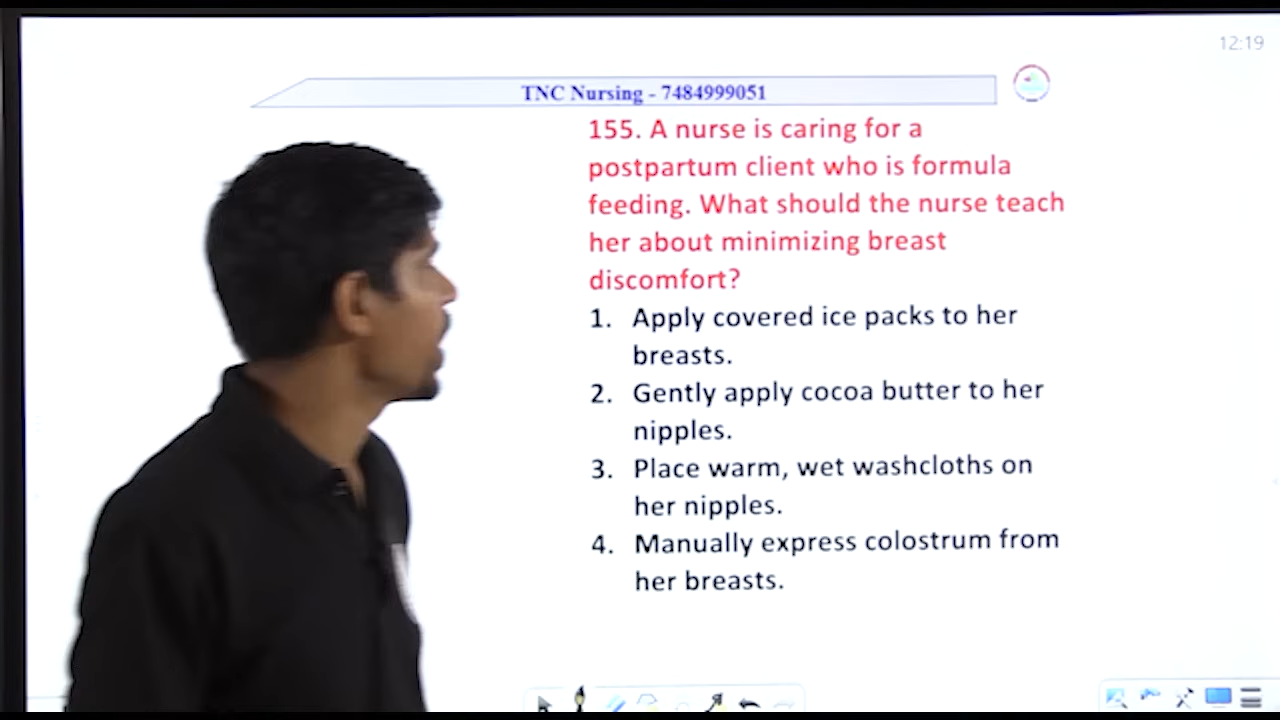 12:19
TNC Nursing - 7484999051
155. A nurse is caring for a
postpartum client who is formula
feeding. What should the nurse teach
her about minimizing breast
discomfort?
1. Apply covered ice packs to her
breasts.
2. Gently apply cocoa butter to her
nipples.
3. Place warm, wet washcloths on
her nipples.
4. Manually express colostrum from
her breasts.